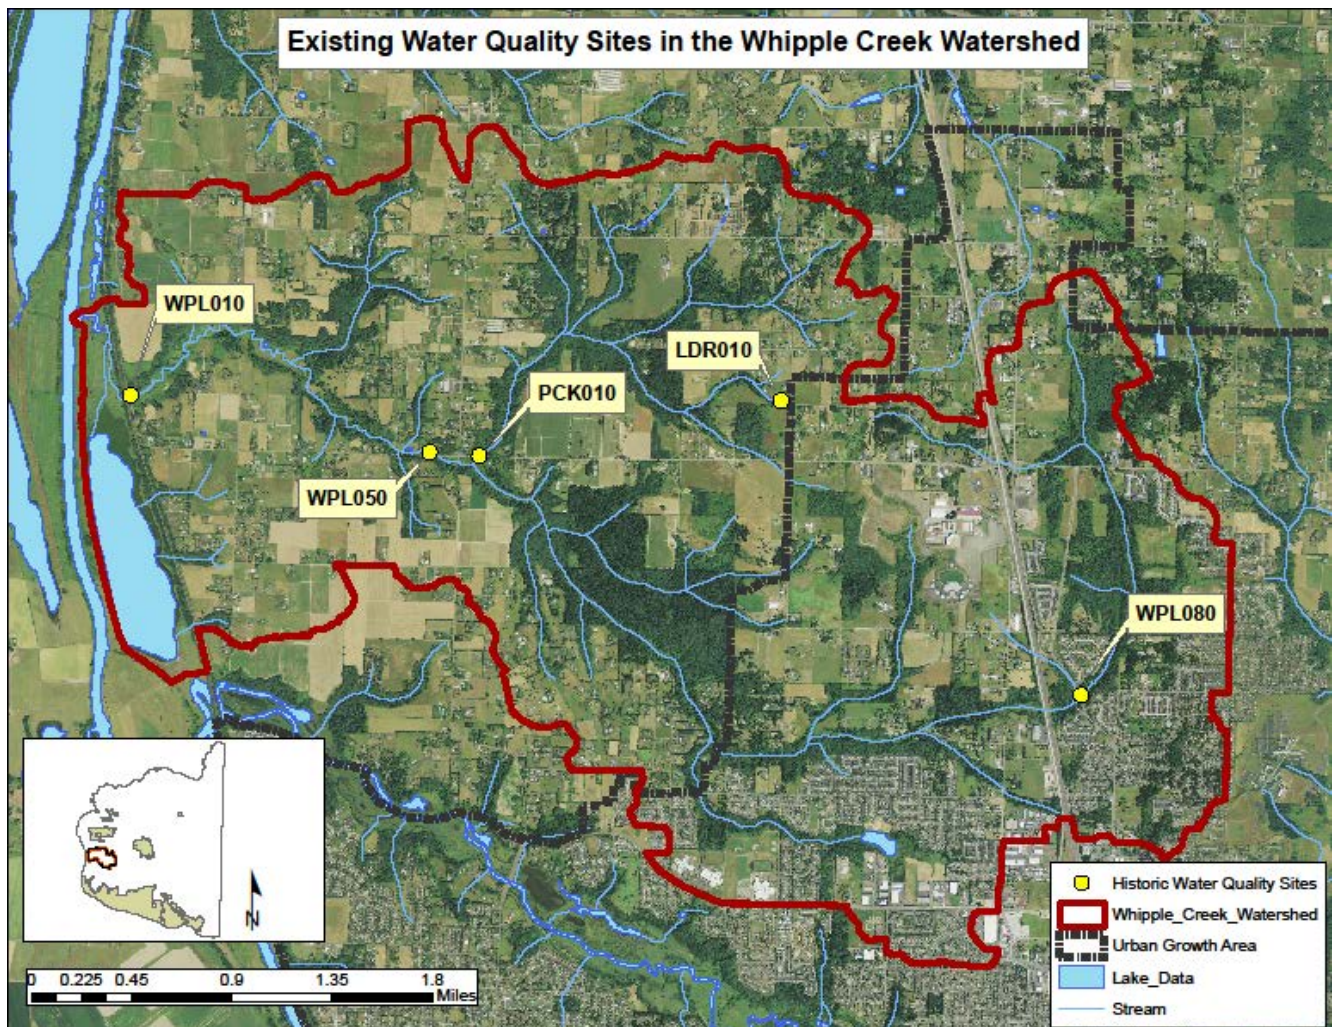 Existing Water Quality Sites in the Whipple Creek Watershed
WPL010
LDR010
PCK010
WPL050
WPL080
N
0 0.225 0.45 0.9 1.35 1.8
Miles
Historic Water Quality Sites
Whipple_Creek_Watershed
Urban Growth Area
Lake_Data
Stream